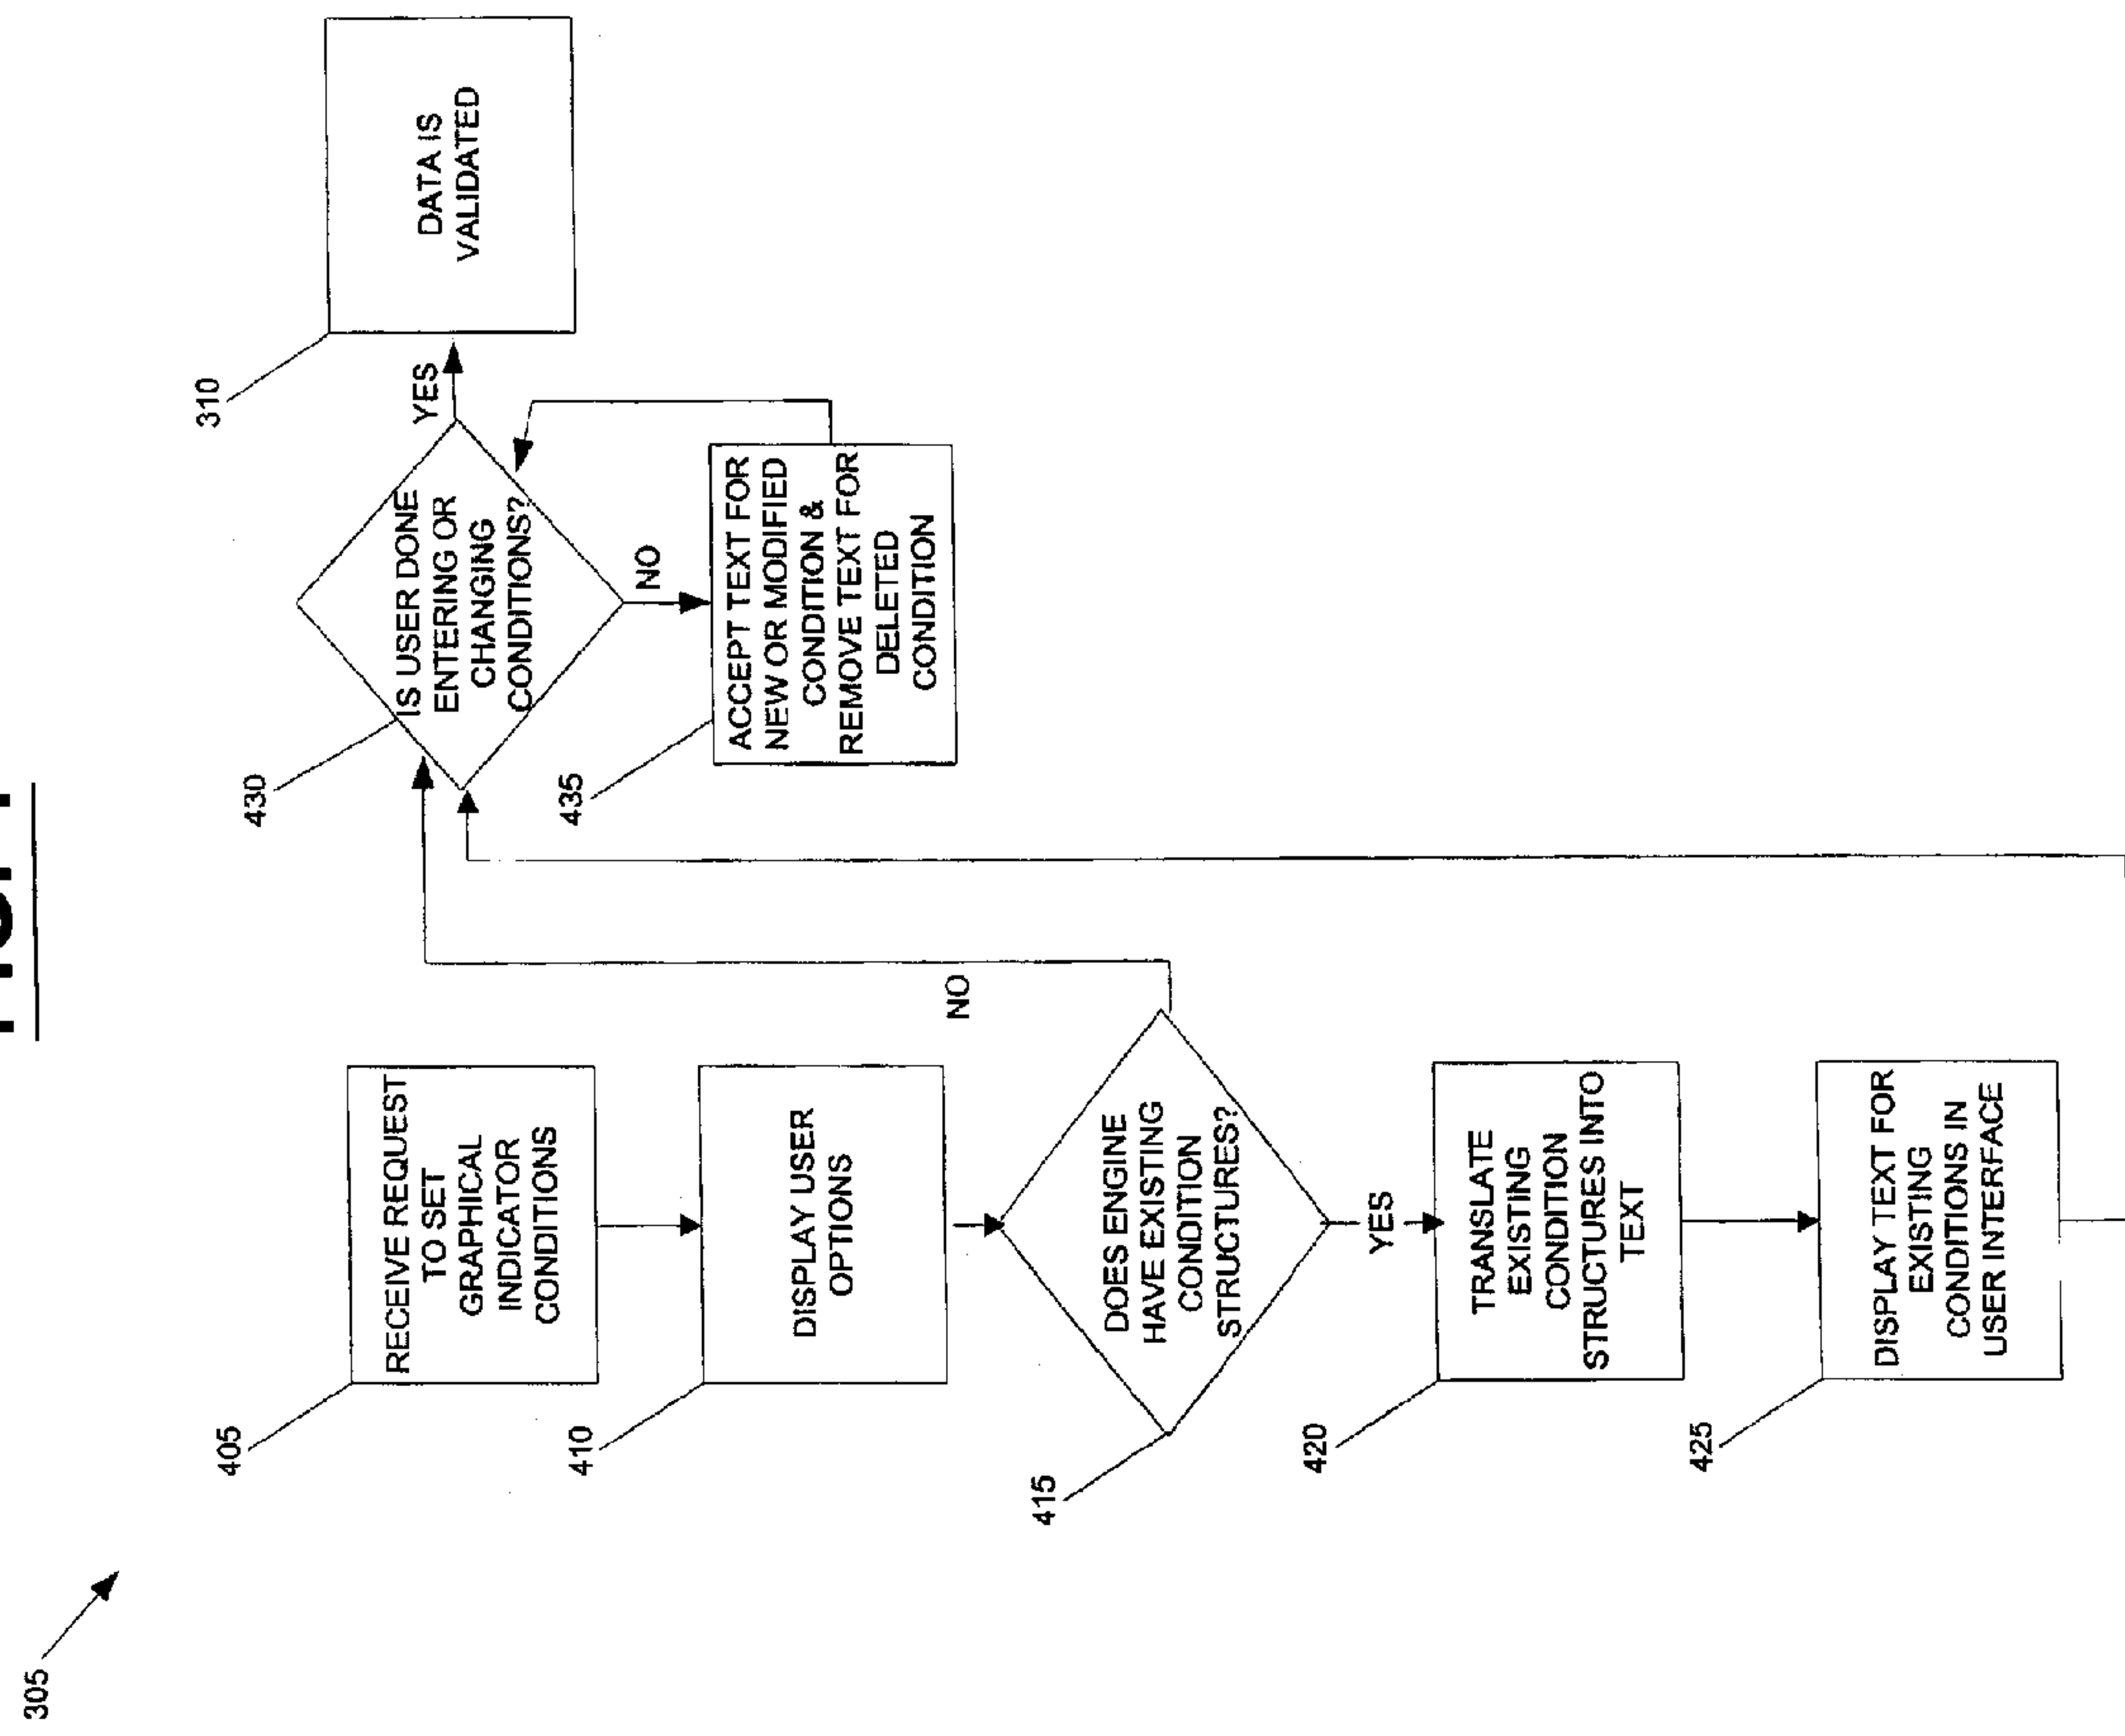 305
405
RECEIVE REQUEST
TO SET
GRAPHICAL
INDICATOR
CONDITIONS
410
DISPLAY USER
OPTIONS
415
DOES ENGINE
HAVE EXISTING
CONDITION
STRUCTURES?
NO
YES
420
TRANSLATE
EXISTING
CONDITION
STRUCTURES INTO
TEXT
425
DISPLAY TEXT FOR
EXISTING
CONDITIONS IN
USER INTERFACE
430
IS USER DONE
ENTERING OR
CHANGING
CONDITIONS?
YES
NO
435
ACCEPT TEXT FOR
NEW OR MODIFIED
CONDITION &
REMOVE TEXT FOR
DELETED
CONDITION
310
DATA IS
VALIDATED